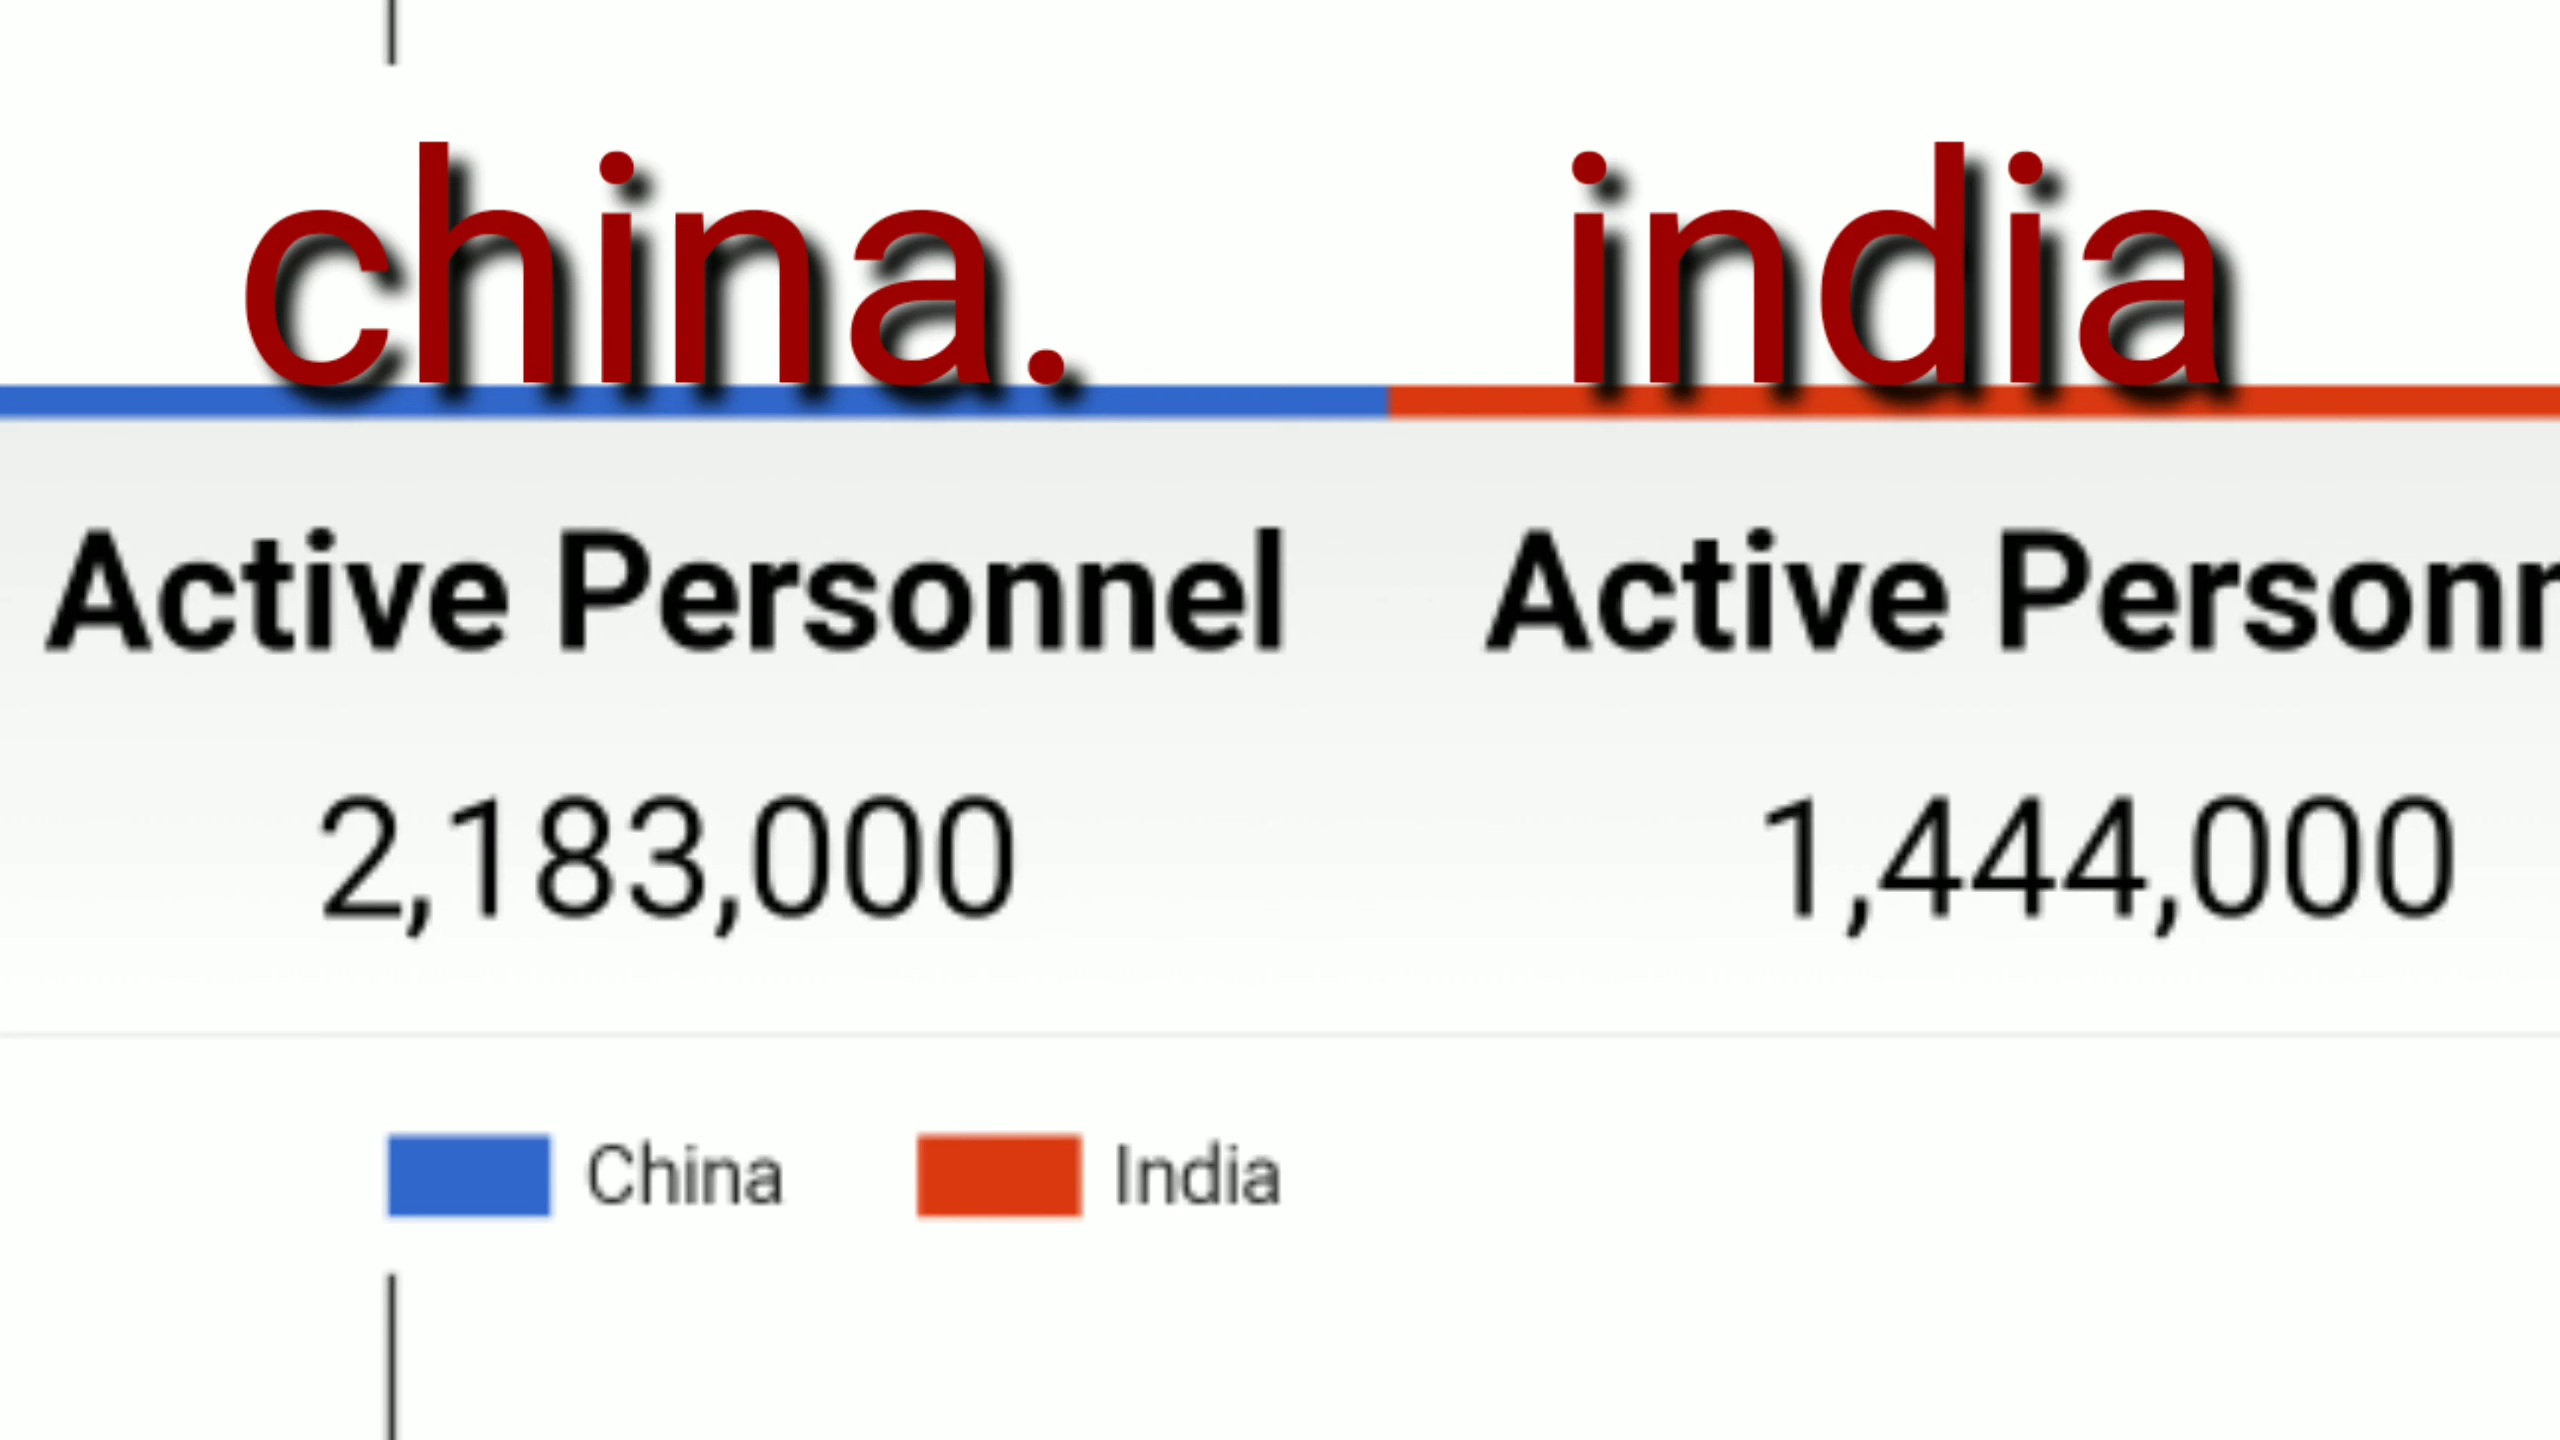 china. india
Active Personnel Active Personn
2,183,000 1,444,000
China India